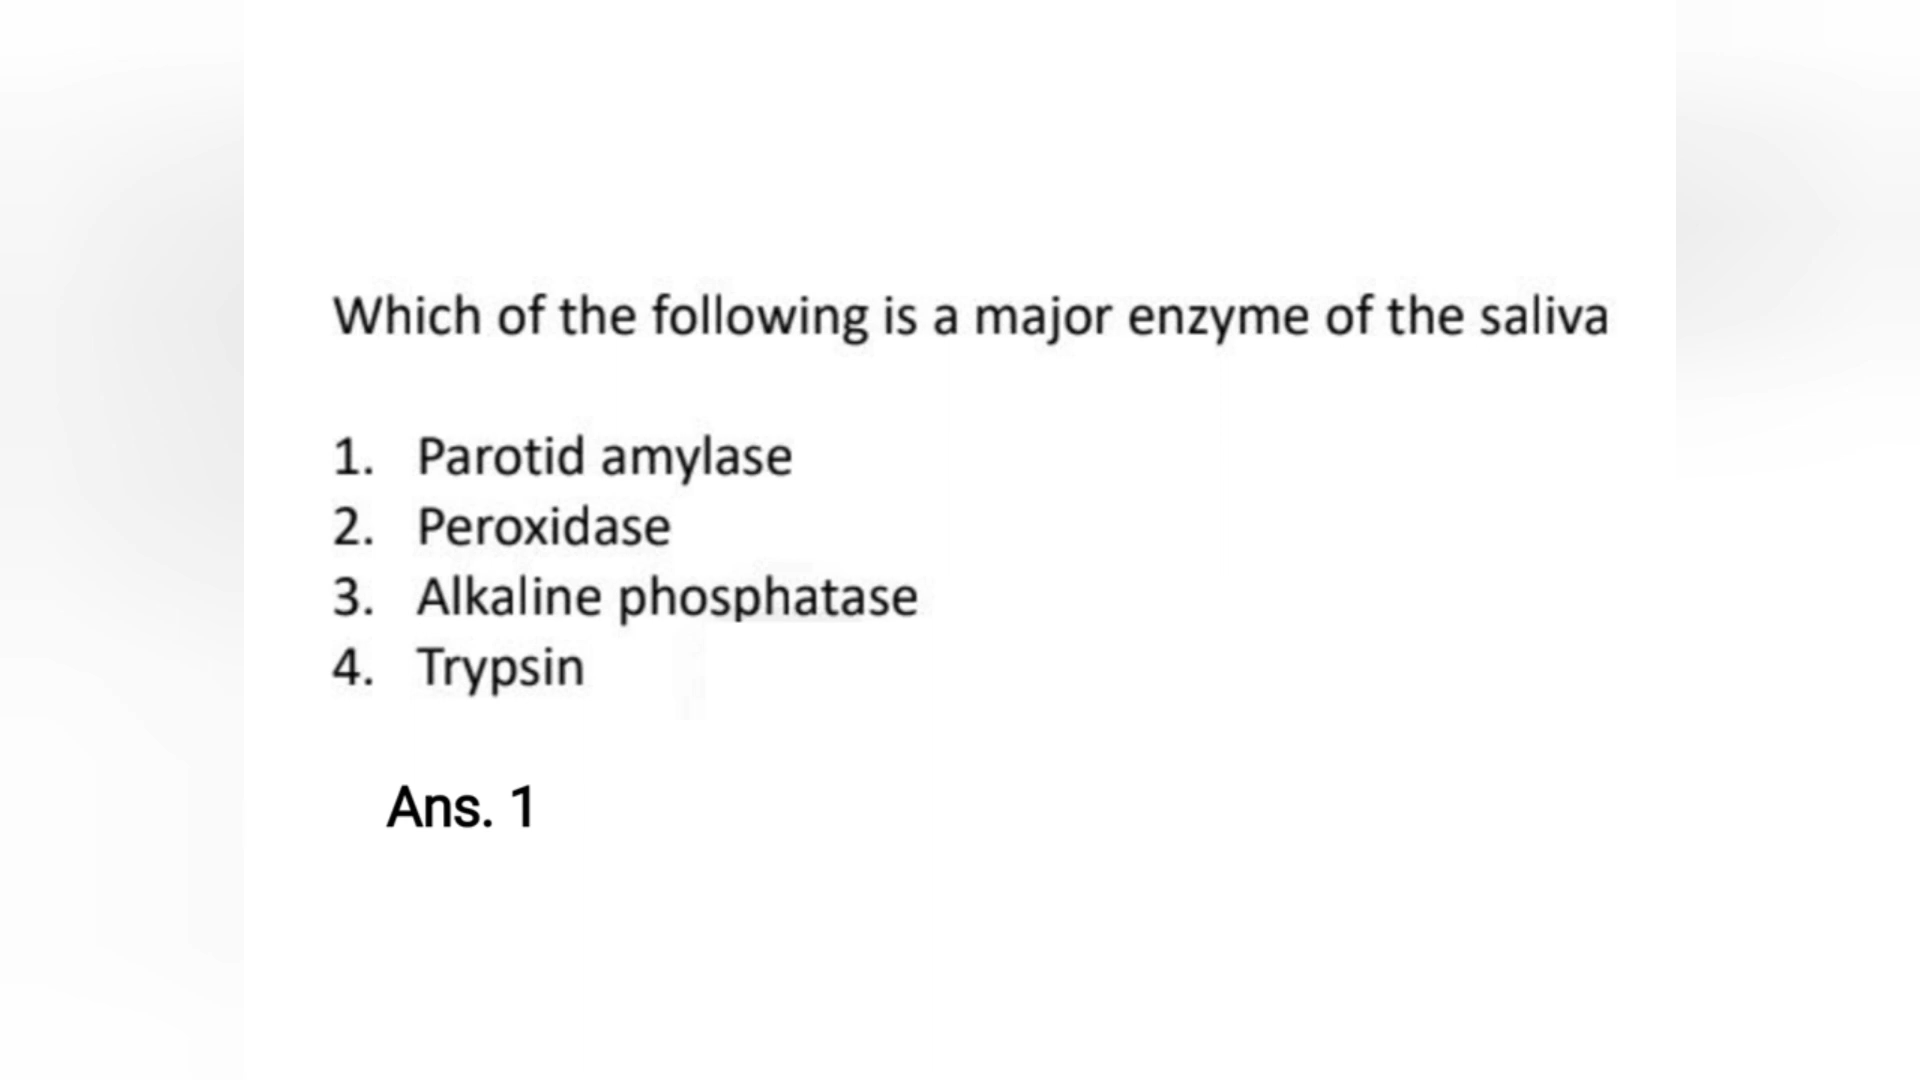 Which of the following is a major enzyme of the saliva
1. Parotid amylase
2. Peroxidase
3. Alkaline phosphatase
4. Trypsin
Ans. 1